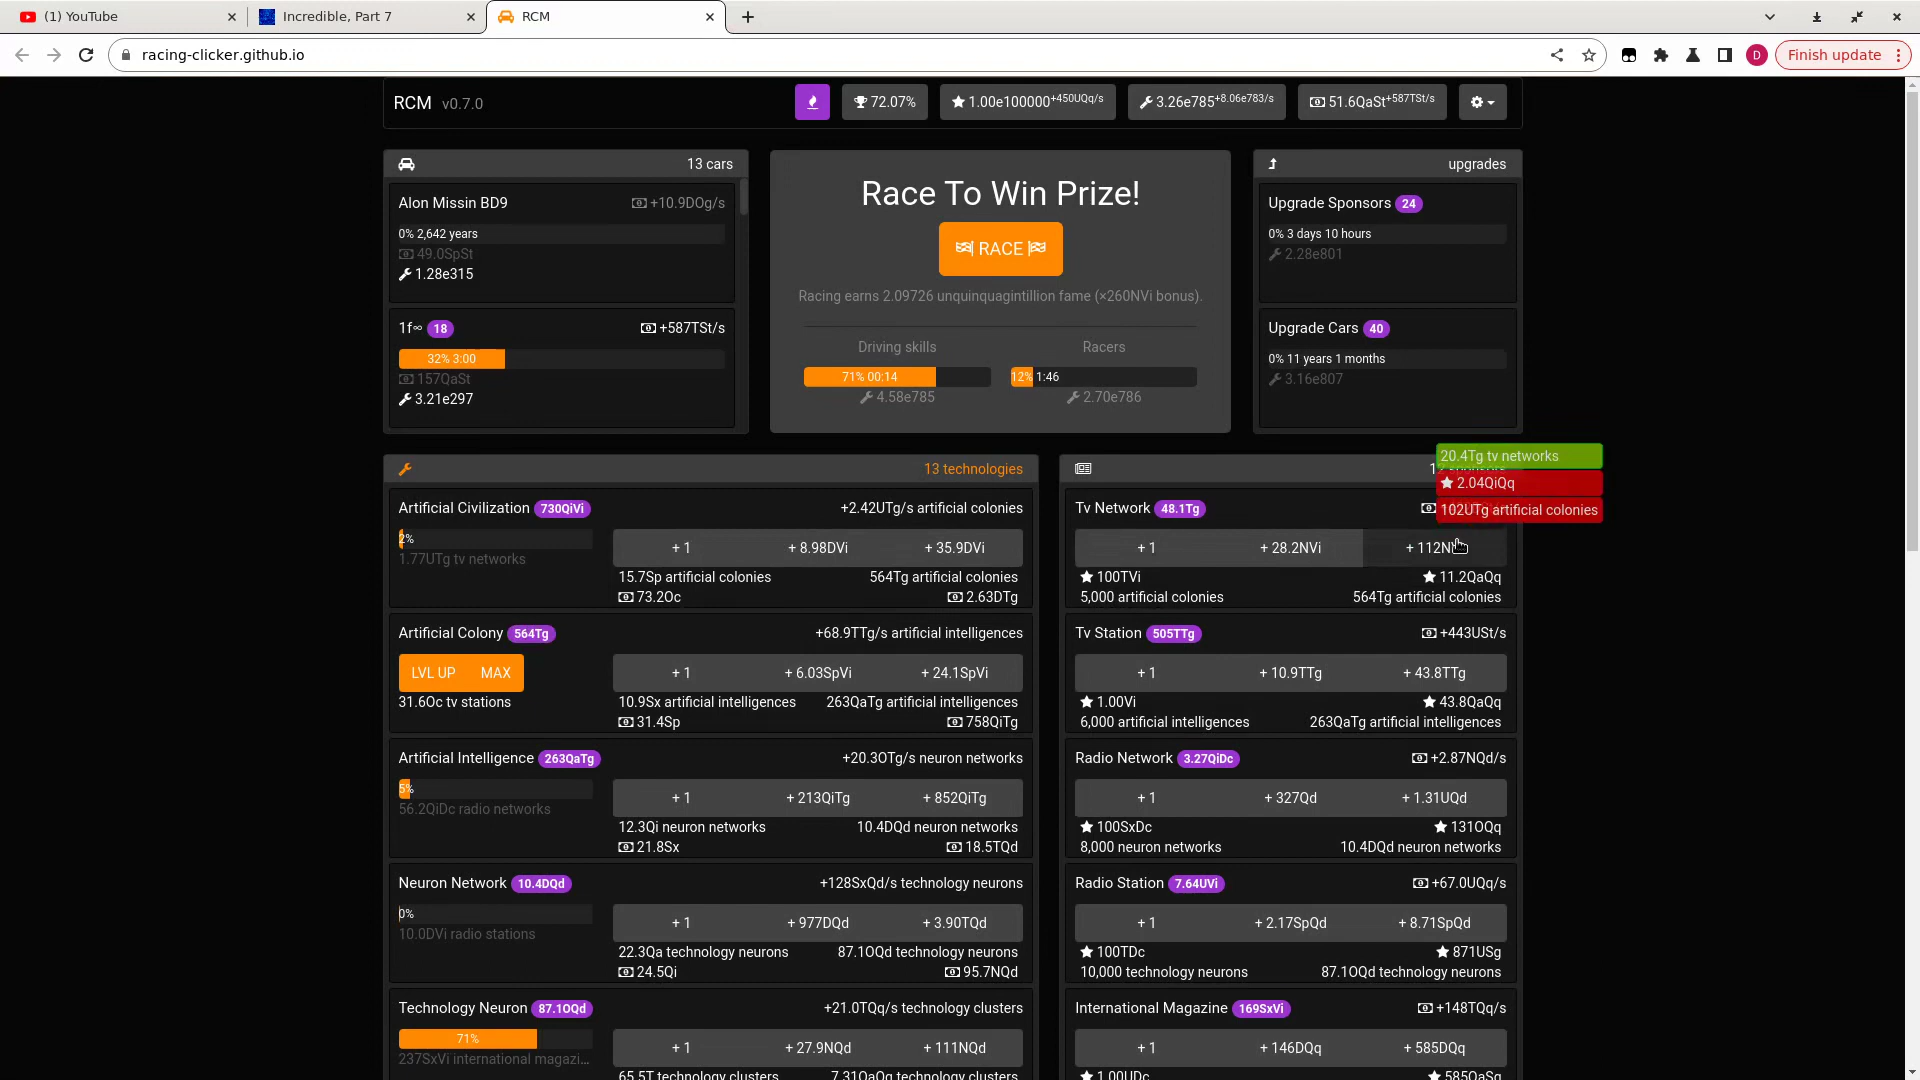 (1) YouTube
Incredible, Part 7
RCM
racing-clicker.github.io
D
Finish update
RCM v0.7.0
72.07%
1.00e100000+450UQq/s
3.26e785+8.06e783/s
51.6QaSt+587TSt/s
13 cars
Alon Missin BD9
+10.9DOg/s
0% 2,642 years
49.0SpSt
1.28e315
1f∞ 18
+587TSt/s
32% 3:00
157QaSt
3.21e297
Race To Win Prize!
RACE
Racing earns 2.09726 unquinquagintillion fame (×260NVi bonus).
Driving skills
71% 00:14
4.58e785
Racers
12% 1:46
2.70e786
upgrades
Upgrade Sponsors 24
0% 3 days 10 hours
2.28e801
Upgrade Cars 40
0% 11 years 1 months
3.16e807
20.4Tg tv networks
2.04QiQq
102UTg artificial colonies
13 technologies
Artificial Civilization 730QiVi
+2.42UTg/s artificial colonies
2%
1.77UTg tv networks
+ 1
+ 8.98DVi
+ 35.9DVi
15.7Sp artificial colonies
564Tg artificial colonies
73.2Oc
2.63DTg
Artificial Colony 564Tg
+68.9TTg/s artificial intelligences
LVL UP MAX
31.6Oc tv stations
+ 1
+ 6.03SpVi
+ 24.1SpVi
10.9Sx artificial intelligences
263QaTg artificial intelligences
31.4Sp
758QiTg
Artificial Intelligence 263QaTg
+20.3OTg/s neuron networks
5%
56.2QiDc radio networks
+ 1
+ 213QiTg
+ 852QiTg
12.3Qi neuron networks
10.4DQd neuron networks
21.8Sx
18.5TQd
Neuron Network 10.4DQd
+128SxQd/s technology neurons
0%
10.0DVi radio stations
+ 1
+ 977DQd
+ 3.90TQd
22.3Qa technology neurons
87.1OQd technology neurons
24.5Qi
95.7NQd
Technology Neuron 87.1OQd
+21.0TQq/s technology clusters
71%
237SxVi international magazi...
+ 1
+ 27.9NQd
+ 111NQd
65.5T technology clusters
7.31QaQq technology clusters
Tv Network 48.1Tg
+ 1
+ 28.2NVi
100TVi
11.2QaQq
5,000 artificial colonies
564Tg artificial colonies
Tv Station 505TTg
+443USt/s
+ 1
+ 10.9TTg
+ 43.8TTg
1.00Vi
43.8QaQq
6,000 artificial intelligences
263QaTg artificial intelligences
Radio Network 3.27QiDc
+2.87NQd/s
+ 1
+ 327Qd
+ 1.31UQd
100SxDc
131OQq
8,000 neuron networks
10.4DQd neuron networks
Radio Station 7.64UVi
+67.0UQq/s
+ 1
+ 2.17SpQd
+ 8.71SpQd
100TDc
871USg
10,000 technology neurons
87.1OQd technology neurons
International Magazine 169SxVi
+148TQq/s
+ 1
+ 146DQq
+ 585DQq
1.00UDc
585QaSg